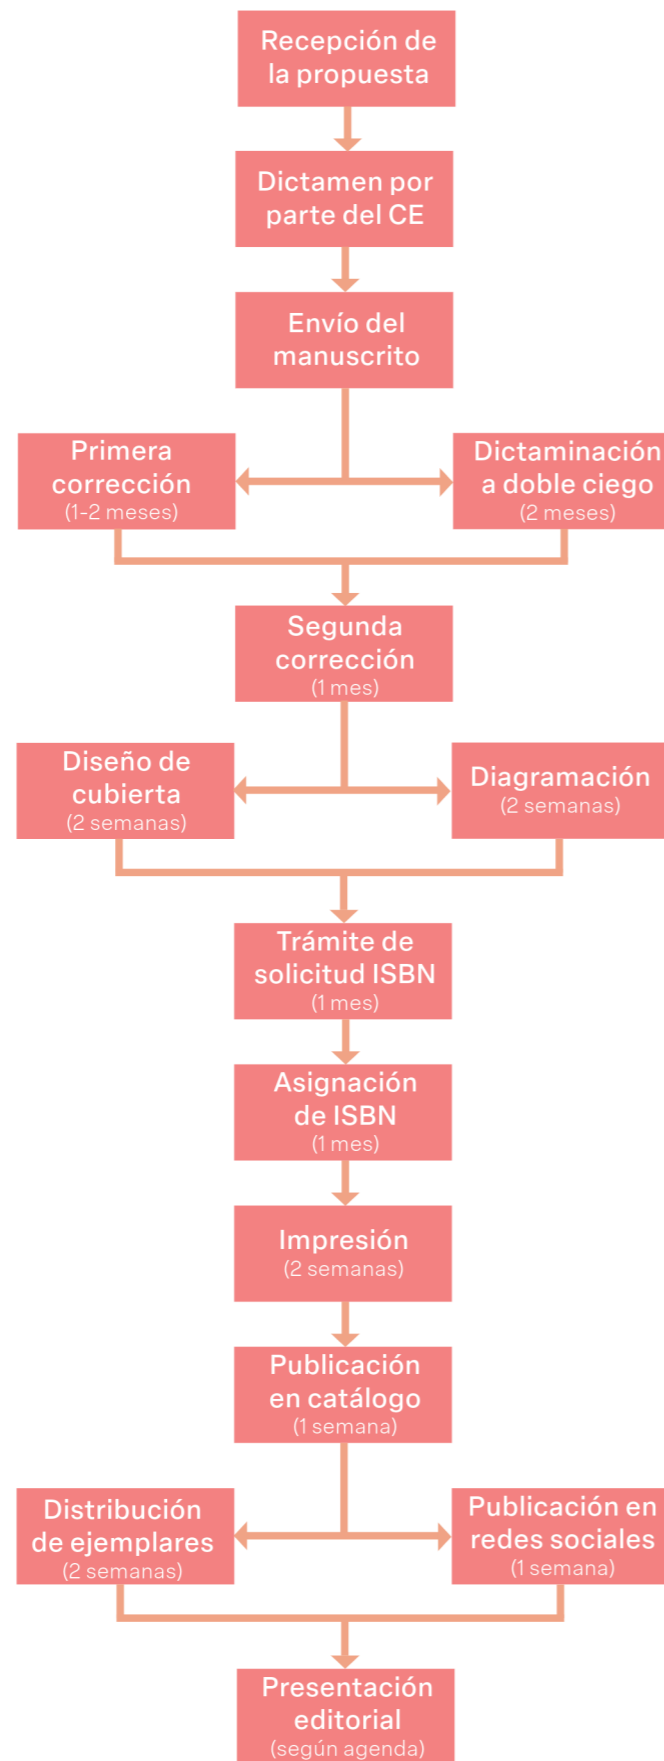 Recepción de
la propuesta
Dictamen por
parte del CE
Envío del
manuscrito
Primera
corrección
(1-2 meses)
Dictaminación
a doble ciego
(2 meses)
Segunda
corrección
(1 mes)
Diseño de
cubierta
(2 semanas)
Diagramación
(2 semanas)
Trámite de
solicitud ISBN
(1 mes)
Asignación
de ISBN
(1 mes)
Impresión
(2 semanas)
Publicación
en catálogo
(1 semana)
Distribución
de ejemplares
(2 semanas)
Publicación en
redes sociales
(1 semana)
Presentación
editorial
(según agenda)